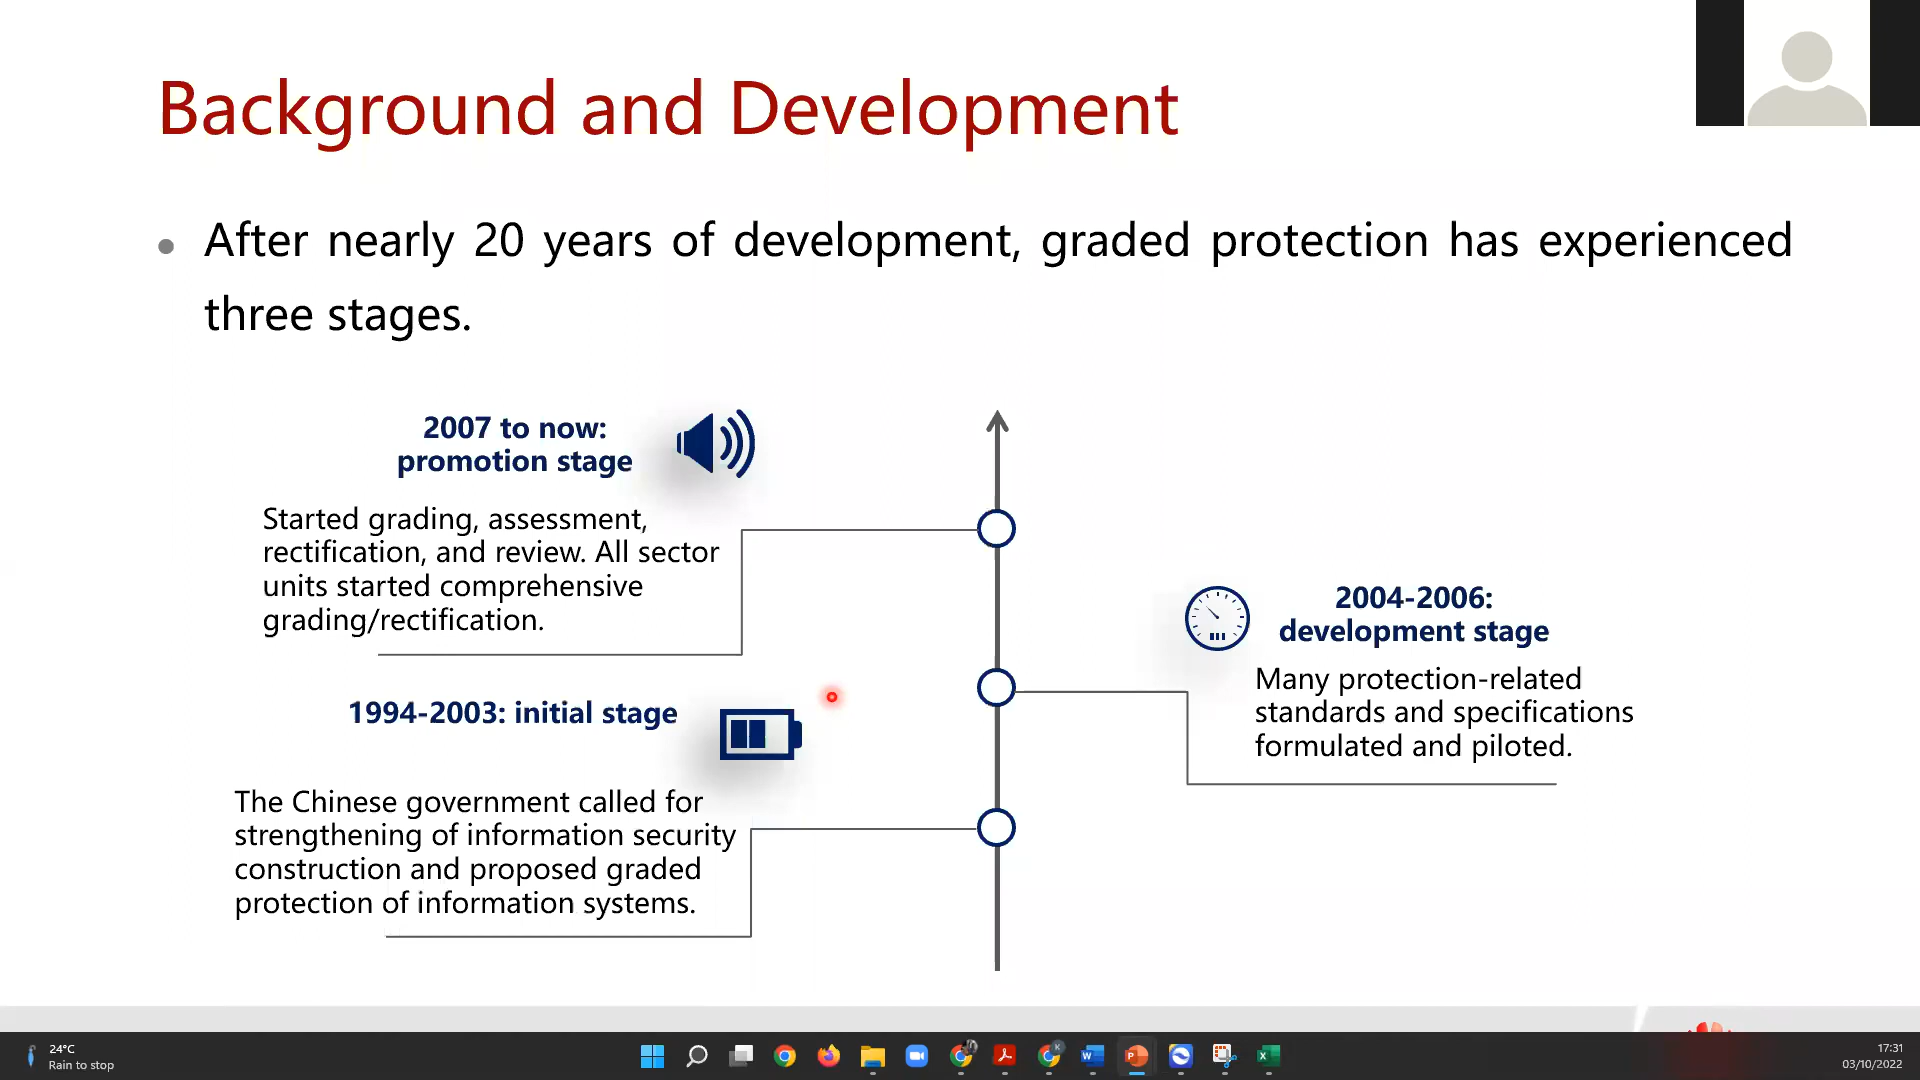 Background and Development
After nearly 20 years of development, graded protection has experienced
three stages.
2007 to now:
promotion stage
Started grading, assessment,
rectification, and review. All sector
units started comprehensive
grading/rectification.
2004-2006:
development stage
Many protection-related
standards and specifications
formulated and piloted.
1994-2003: initial stage
The Chinese government called for
strengthening of information security
construction and proposed graded
protection of information systems.
24°C
Rain to stop
17:31
03/10/2022